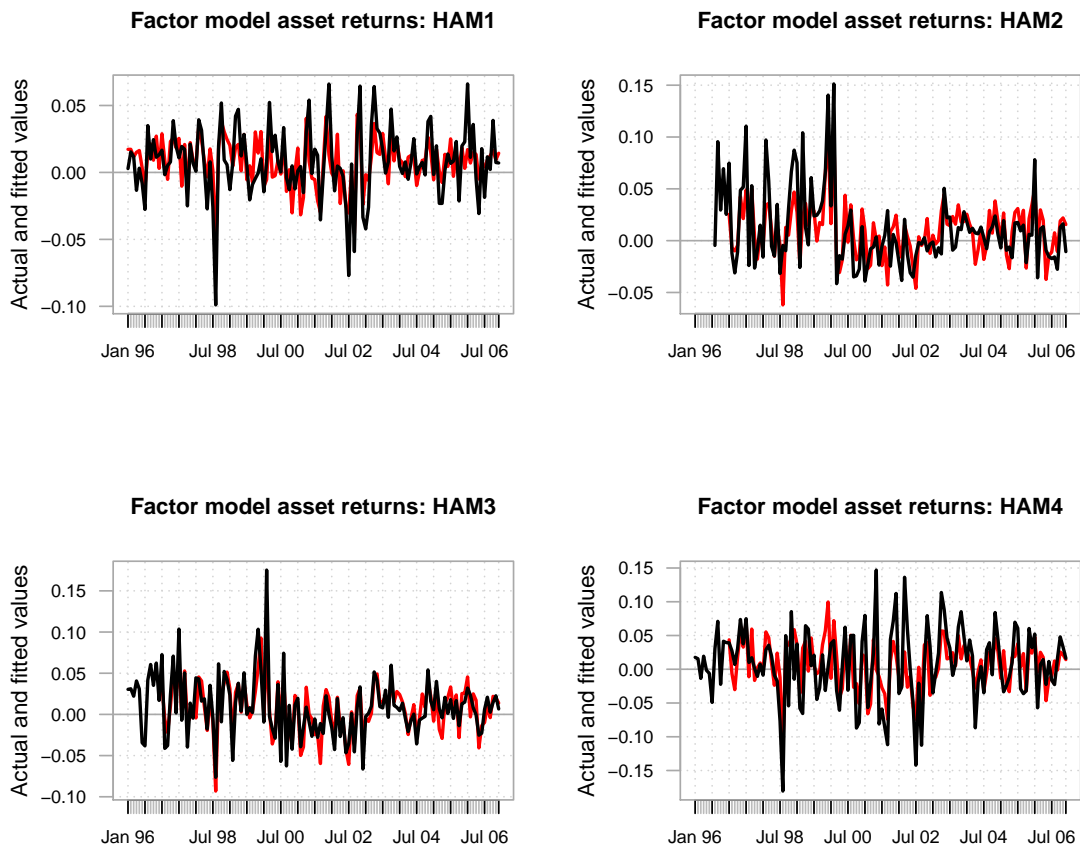 Factor model asset returns: HAM1
Actual and fitted values
0.05
0.00
−0.05
−0.10
Jan 96 Jul 98 Jul 00 Jul 02 Jul 04 Jul 06
Factor model asset returns: HAM2
Actual and fitted values
0.15
0.10
0.05
0.00
−0.05
Jan 96 Jul 98 Jul 00 Jul 02 Jul 04 Jul 06
Factor model asset returns: HAM3
Actual and fitted values
0.15
0.10
0.05
0.00
−0.05
−0.10
Jan 96 Jul 98 Jul 00 Jul 02 Jul 04 Jul 06
Factor model asset returns: HAM4
Actual and fitted values
0.15
0.10
0.05
0.00
−0.05
−0.10
−0.15
Jan 96 Jul 98 Jul 00 Jul 02 Jul 04 Jul 06